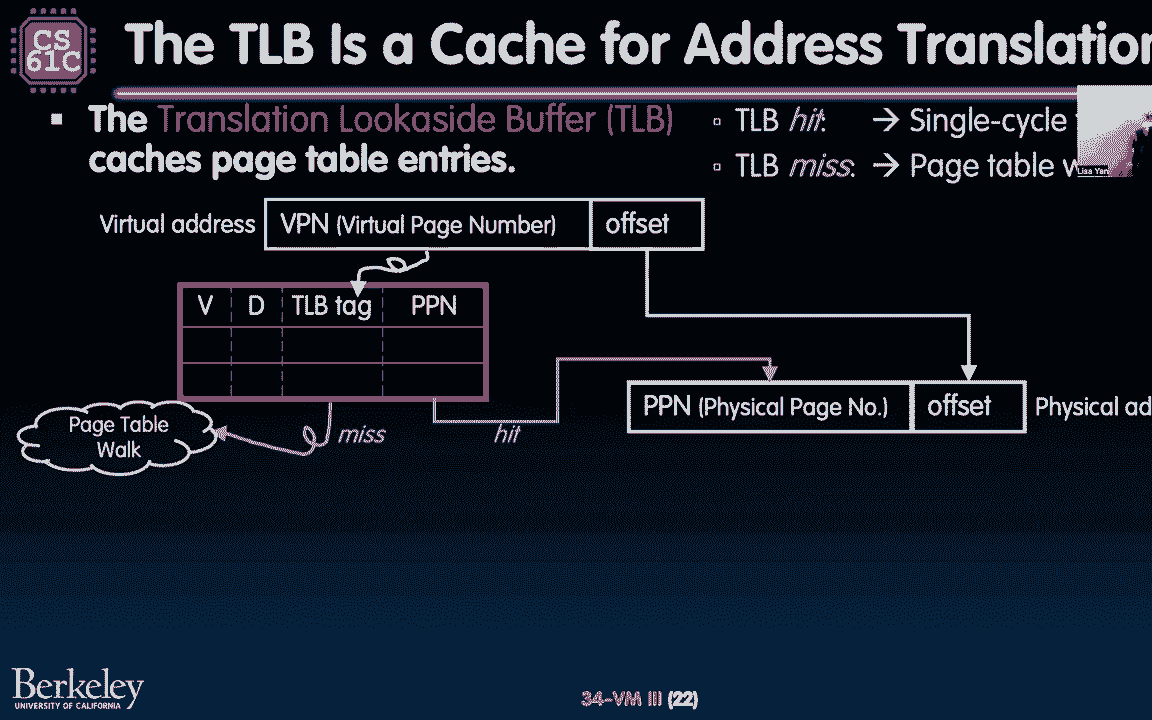 CS
61C
The TLB Is a Cache for Address
▪ The Translation Lookaside Buffer (TLB)
caches page table entries.
▫ TLB hit: → Single-cycle
▫ TLB miss: → Page table
Lisa Yan
Virtual address
VPN (Virtual Page Number)
offset
V D TLB tag PPN
Page Table
Walk
miss
hit
PPN (Physical Page No.)
offset
Physical
Berkeley
UNIVERSITY OF CALIFORNIA
34-VM III (22)